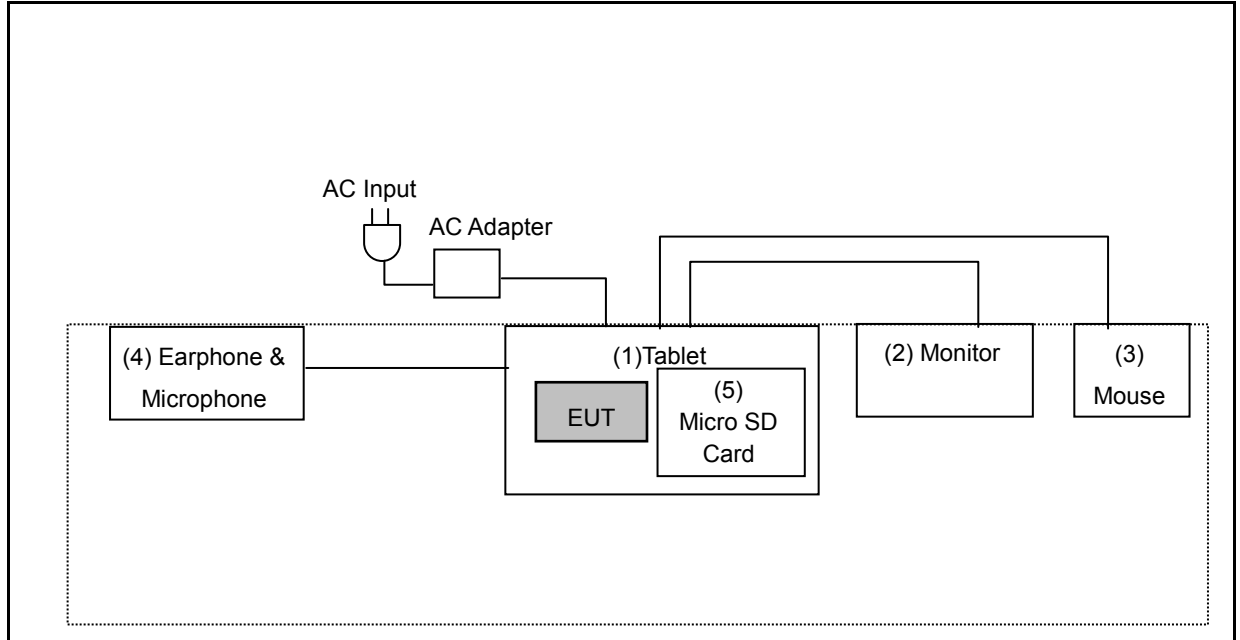 AC Input
AC Adapter
(4) Earphone &
Microphone
(1)Tablet
EUT
(5)
Micro SD
Card
(2) Monitor
(3)
Mouse